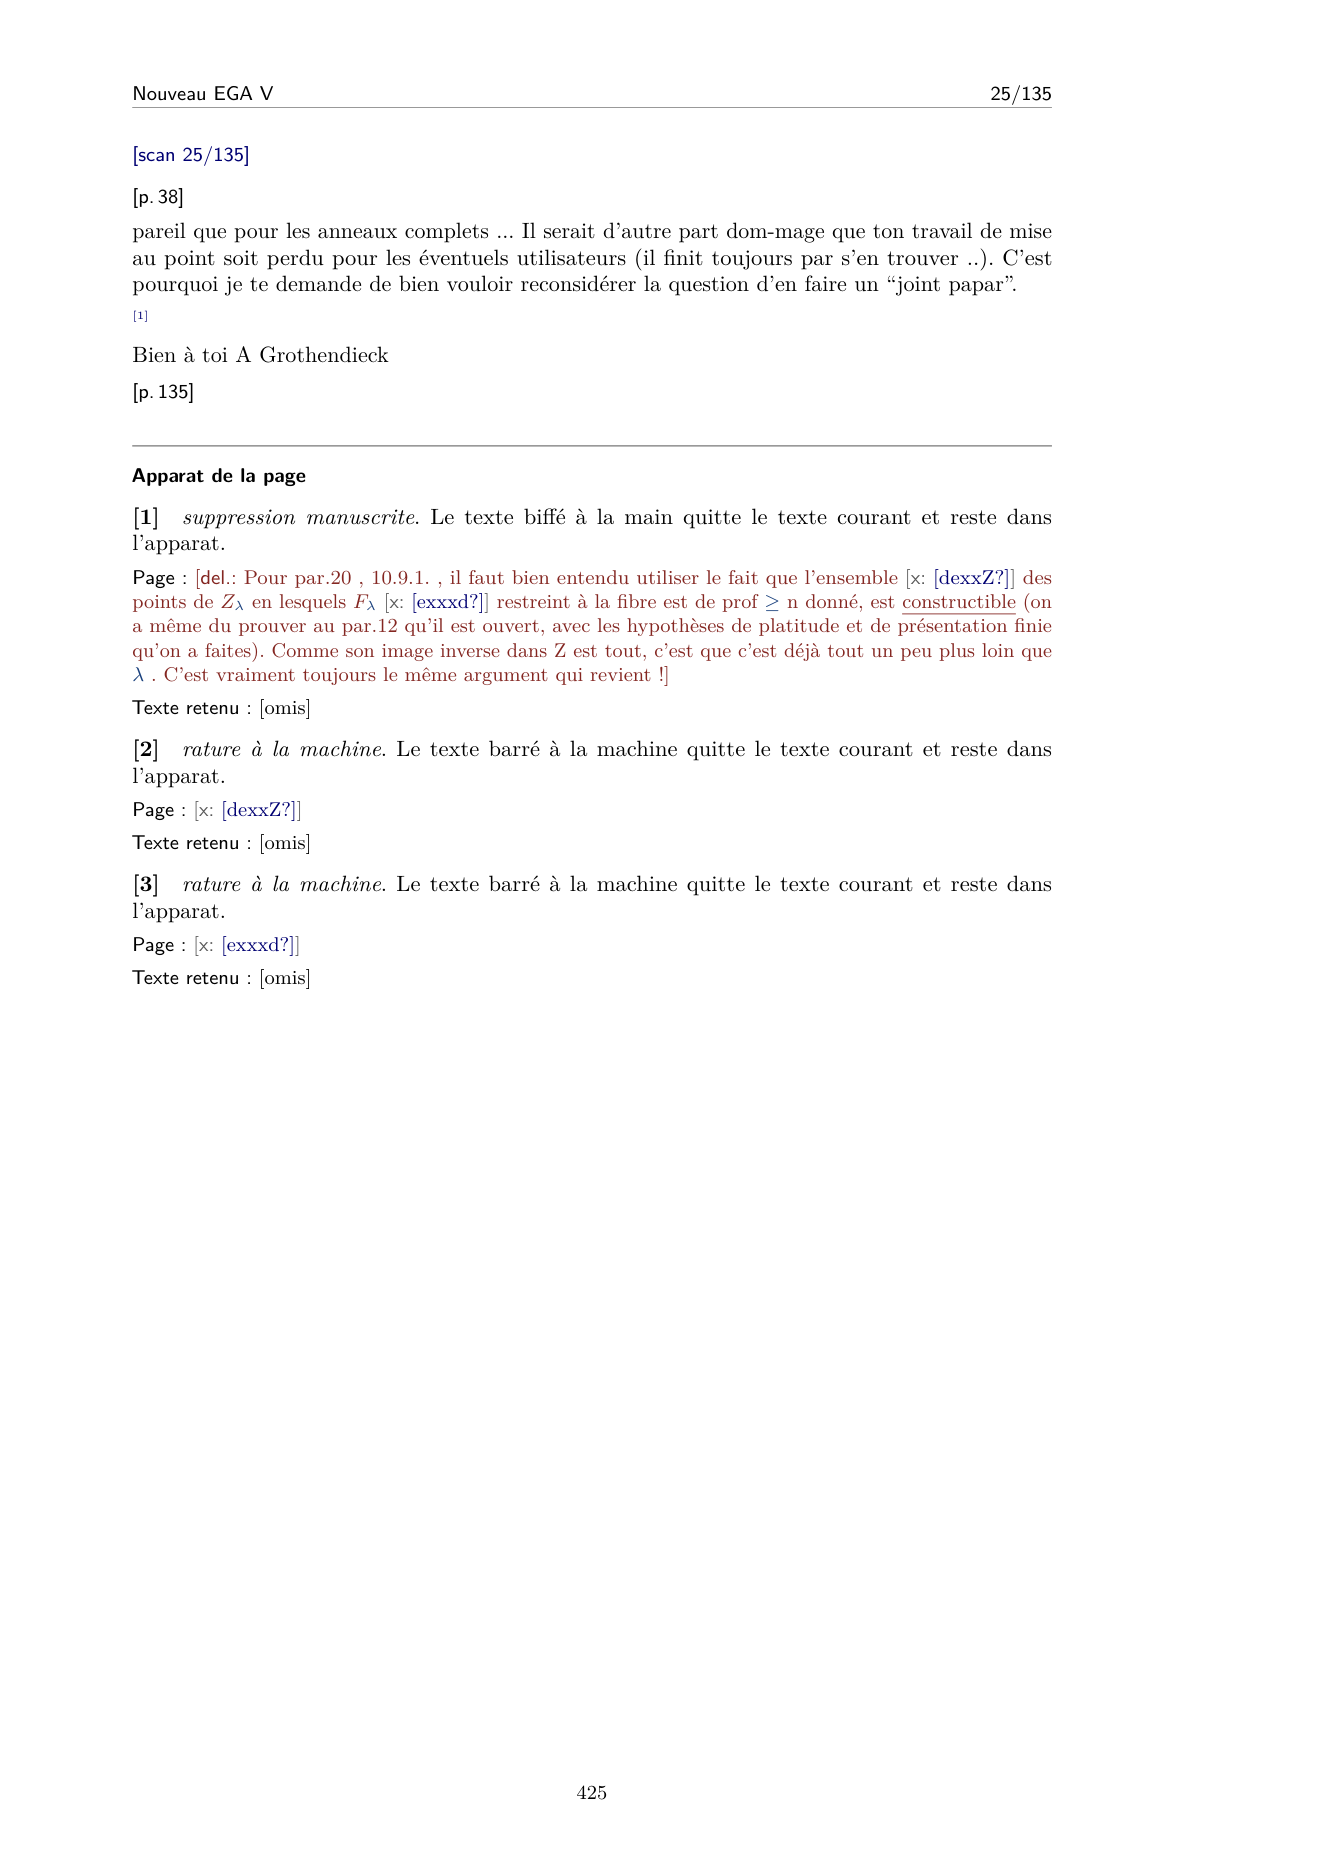 Nouveau EGA V 25/135
[scan 25/135]
[p. 38]
pareil que pour les anneaux complets ... Il serait d'autre part dom-mage que ton travail de mise
au point soit perdu pour les éventuels utilisateurs (il finit toujours par s'en trouver ..). C'est
pourquoi je te demande de bien vouloir reconsidérer la question d'en faire un “joint papar”.
[1]
Bien à toi A Grothendieck
[p. 135]
Apparat de la page
[1] suppression manuscrite. Le texte biffé à la main quitte le texte courant et reste dans
l'apparat.
Page : [del.: Pour par.20 , 10.9.1. , il faut bien entendu utiliser le fait que l'ensemble [x: [dexxZ?]] des
points de Z_λ en lesquels F_λ [x: [exxxd?]] restreint à la fibre est de prof ≥ n donné, est constructible (on
a même du prouver au par.12 qu'il est ouvert, avec les hypothèses de platitude et de présentation finie
qu'on a faites). Comme son image inverse dans Z est tout, c'est que c'est déjà tout un peu plus loin que
λ . C'est vraiment toujours le même argument qui revient !]
Texte retenu : [omis]
[2] rature à la machine. Le texte barré à la machine quitte le texte courant et reste dans
l'apparat.
Page : [x: [dexxZ?]]
Texte retenu : [omis]
[3] rature à la machine. Le texte barré à la machine quitte le texte courant et reste dans
l'apparat.
Page : [x: [exxxd?]]
Texte retenu : [omis]
425